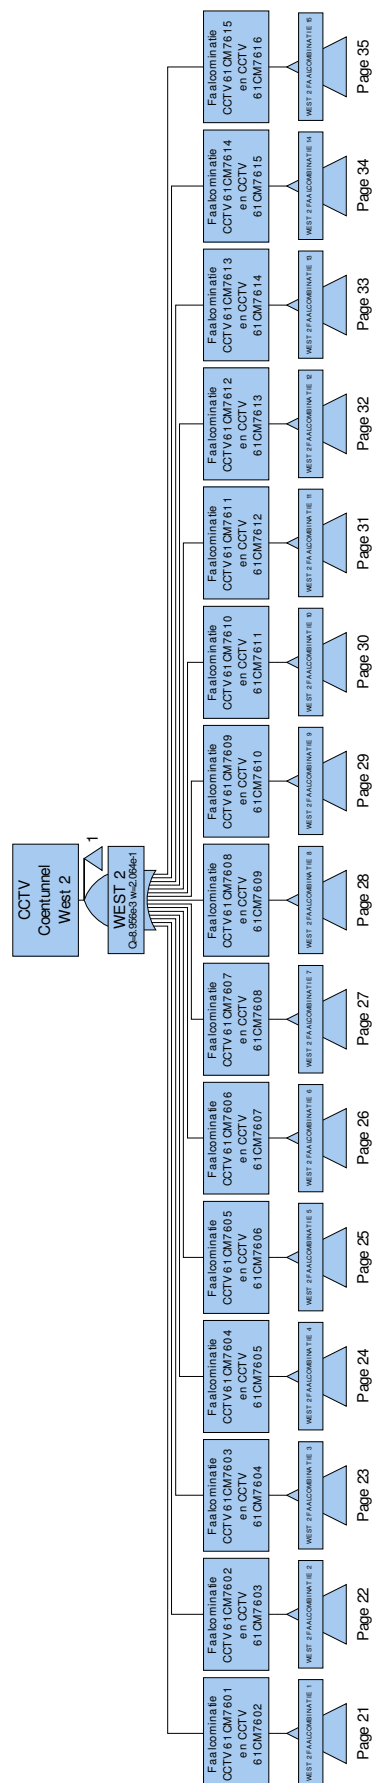 CCTV
Coentunnel
West 2
1
WEST 2
Q=8.956e-3 w=2.064e-1
Faalcominatie
CCTV 61CM7601
en CCTV
61CM7602
WEST 2 FAALCOMBINATIE 1
Page 21
Faalcominatie
CCTV 61CM7602
en CCTV
61CM7603
WEST 2 FAALCOMBINATIE 2
Page 22
Faalcominatie
CCTV 61CM7603
en CCTV
61CM7604
WEST 2 FAALCOMBINATIE 3
Page 23
Faalcominatie
CCTV 61CM7604
en CCTV
61CM7605
WEST 2 FAALCOMBINATIE 4
Page 24
Faalcominatie
CCTV 61CM7605
en CCTV
61CM7606
WEST 2 FAALCOMBINATIE 5
Page 25
Faalcominatie
CCTV 61CM7606
en CCTV
61CM7607
WEST 2 FAALCOMBINATIE 6
Page 26
Faalcominatie
CCTV 61CM7607
en CCTV
61CM7608
WEST 2 FAALCOMBINATIE 7
Page 27
Faalcominatie
CCTV 61CM7608
en CCTV
61CM7609
WEST 2 FAALCOMBINATIE 8
Page 28
Faalcominatie
CCTV 61CM7609
en CCTV
61CM7610
WEST 2 FAALCOMBINATIE 9
Page 29
Faalcominatie
CCTV 61CM7610
en CCTV
61CM7611
WEST 2 FAALCOMBINATIE 10
Page 30
Faalcominatie
CCTV 61CM7611
en CCTV
61CM7612
WEST 2 FAALCOMBINATIE 11
Page 31
Faalcominatie
CCTV 61CM7612
en CCTV
61CM7613
WEST 2 FAALCOMBINATIE 12
Page 32
Faalcominatie
CCTV 61CM7613
en CCTV
61CM7614
WEST 2 FAALCOMBINATIE 13
Page 33
Faalcominatie
CCTV 61CM7614
en CCTV
61CM7615
WEST 2 FAALCOMBINATIE 14
Page 34
Faalcominatie
CCTV 61CM7615
en CCTV
61CM7616
WEST 2 FAALCOMBINATIE 15
Page 35